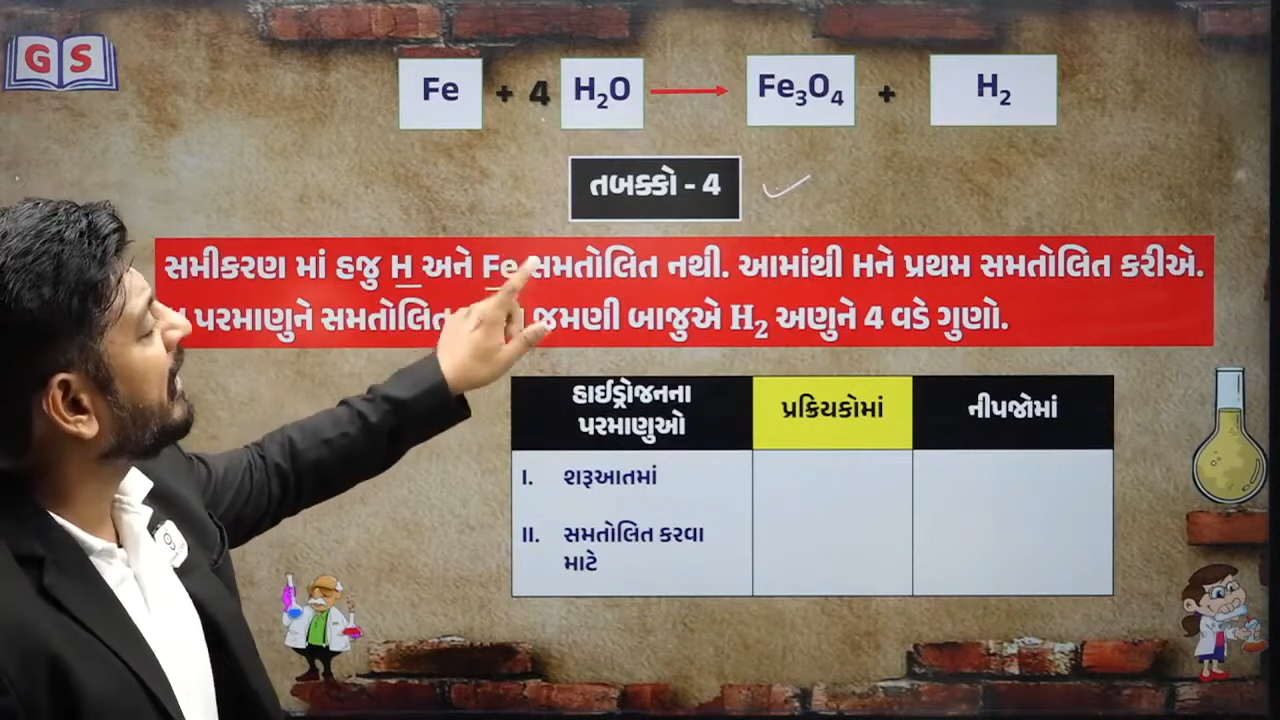 GS
Fe + 4 H₂O → Fe₃O₄ + H₂
તબક્કો - 4
સમીકરણ માં હજુ H અને Fe સમતોલિત નથી. આમાંથી Hને પ્રથમ સમતોલિત કરીએ.
પરમાણુને સમતોલિત જમણી બાજુએ H₂ અણુને 4 વડે ગુણો.
હાઈડ્રોજનના પરમાણુઓ પ્રક્રિયકોમાં નીપજોમાં
I. શરૂઆતમાં
II. સમતોલિત કરવા
માટે